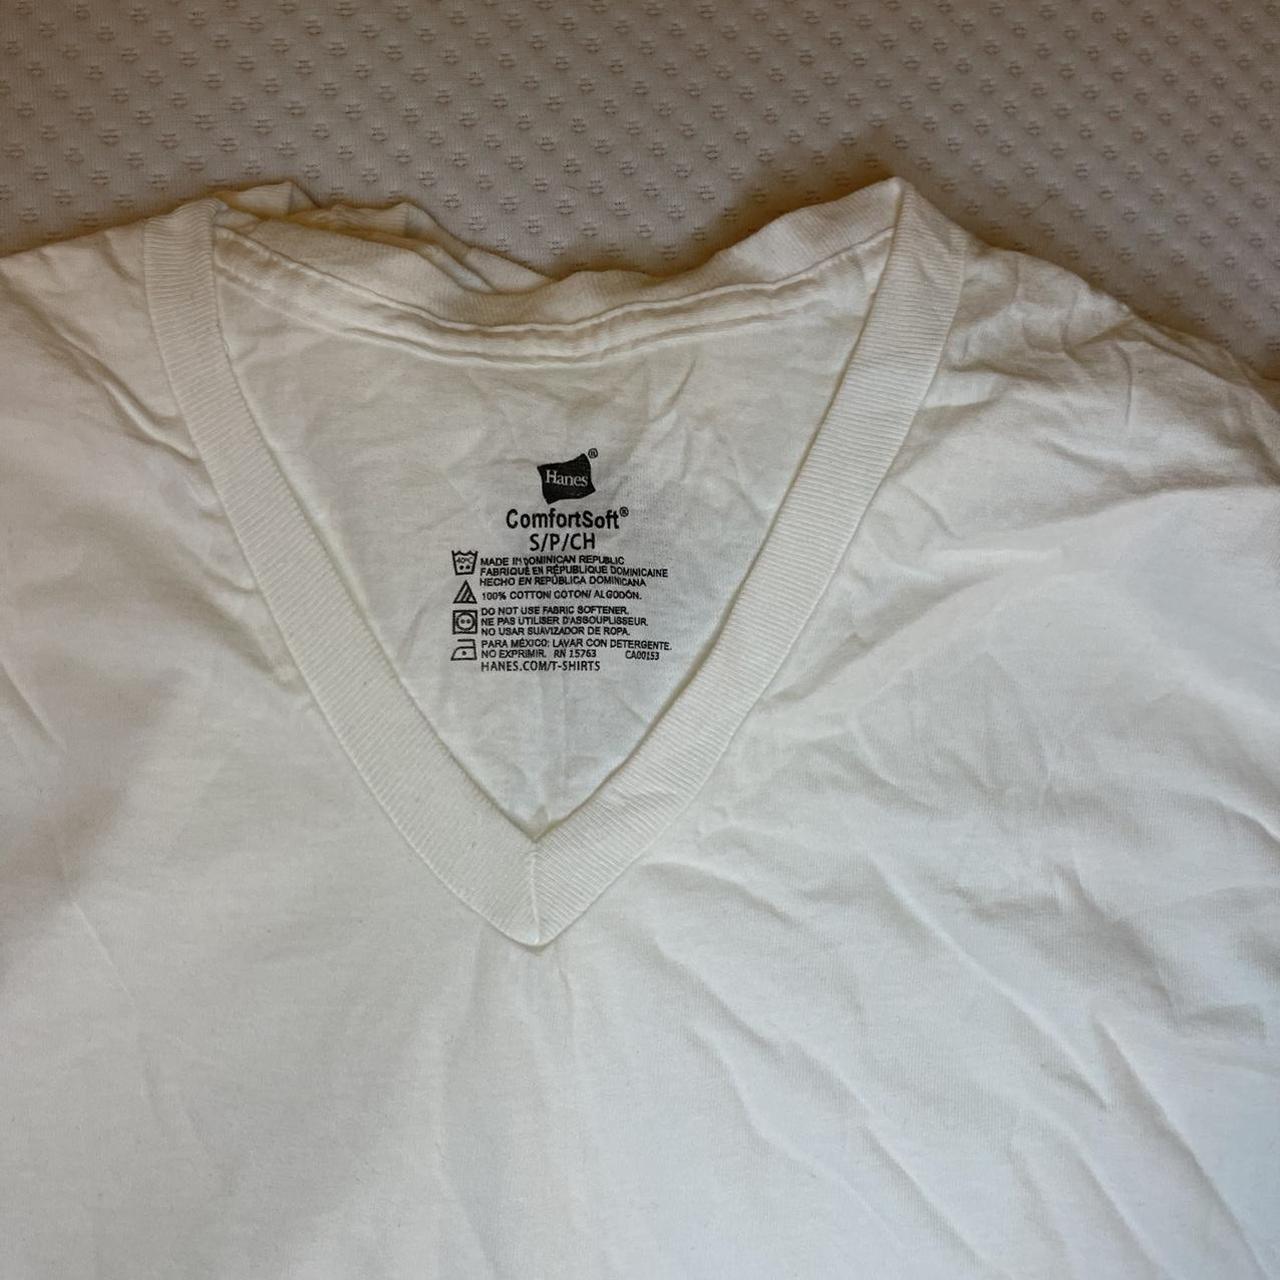 Hanes®
ComfortSoft®
S/P/CH
40°C
MADE IN DOMINICAN REPUBLIC
FABRIQUÉ EN RÉPUBLIQUE DOMINICAINE
HECHO EN REPÚBLICA DOMINICANA
100% COTTON/ COTON/ ALGODÓN.
DO NOT USE FABRIC SOFTENER.
NE PAS UTILISER D'ASSOUPLISSEUR.
NO USAR SUAVIZADOR DE ROPA.
PARA MÉXICO: LAVAR CON DETERGENTE.
NO EXPRIMIR. RN 15763 CA00153
HANES.COM/T-SHIRTS